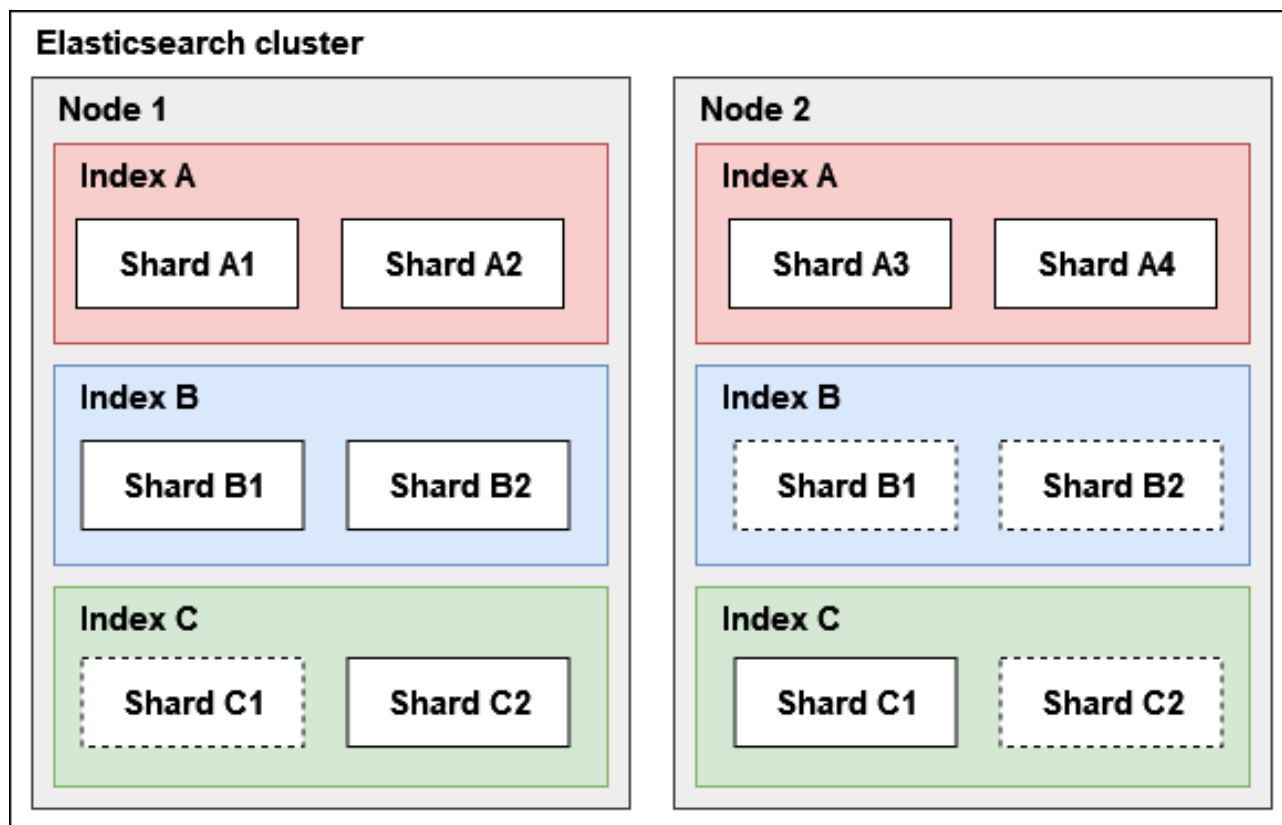 Elasticsearch cluster
Node 1
Index A
Shard A1
Shard A2
Index B
Shard B1
Shard B2
Index C
Shard C1
Shard C2
Node 2
Index A
Shard A3
Shard A4
Index B
Shard B1
Shard B2
Index C
Shard C1
Shard C2